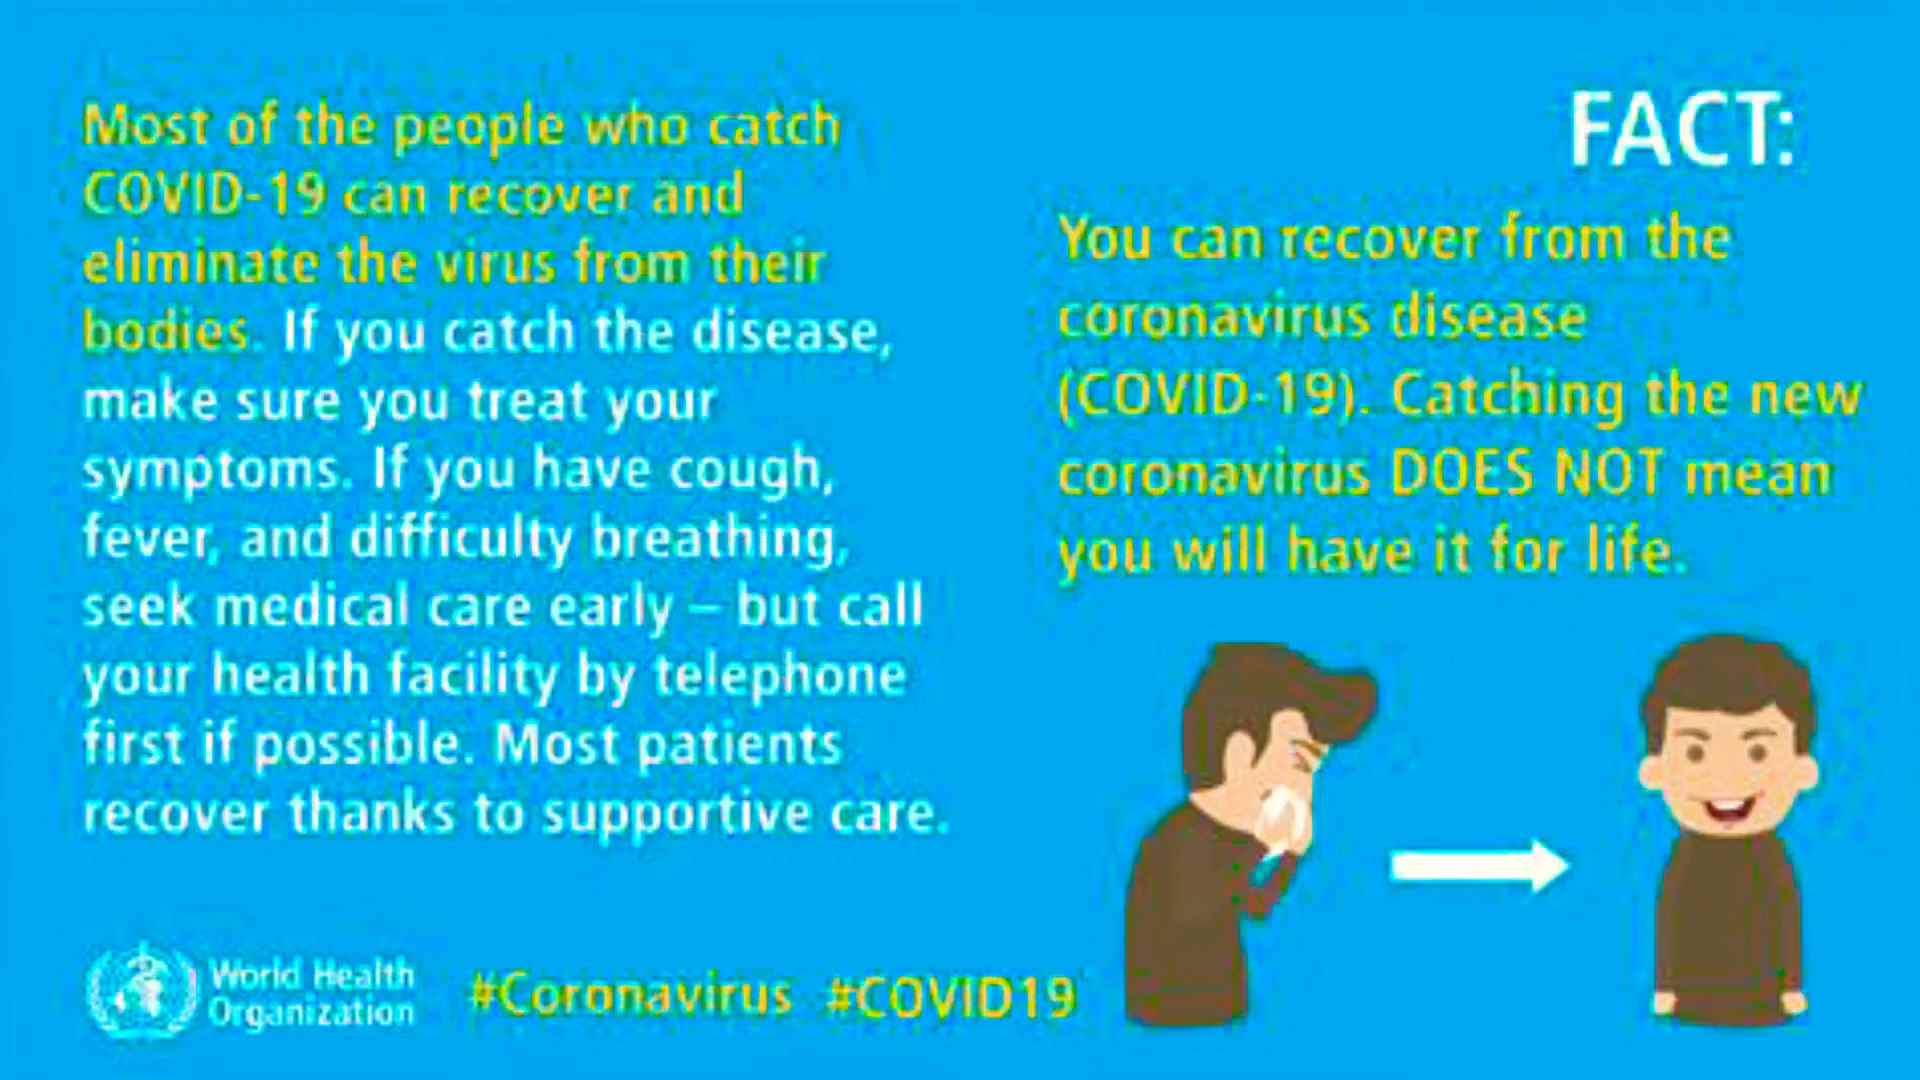 Most of the people who catch
COVID-19 can recover and
eliminate the virus from their
bodies. If you catch the disease,
make sure you treat your
symptoms. If you have cough,
fever, and difficulty breathing,
seek medical care early – but call
your health facility by telephone
first if possible. Most patients
recover thanks to supportive care.
FACT:
You can recover from the
coronavirus disease
(COVID-19). Catching the new
coronavirus DOES NOT mean
you will have it for life.
World Health
Organization
#Coronavirus #COVID19